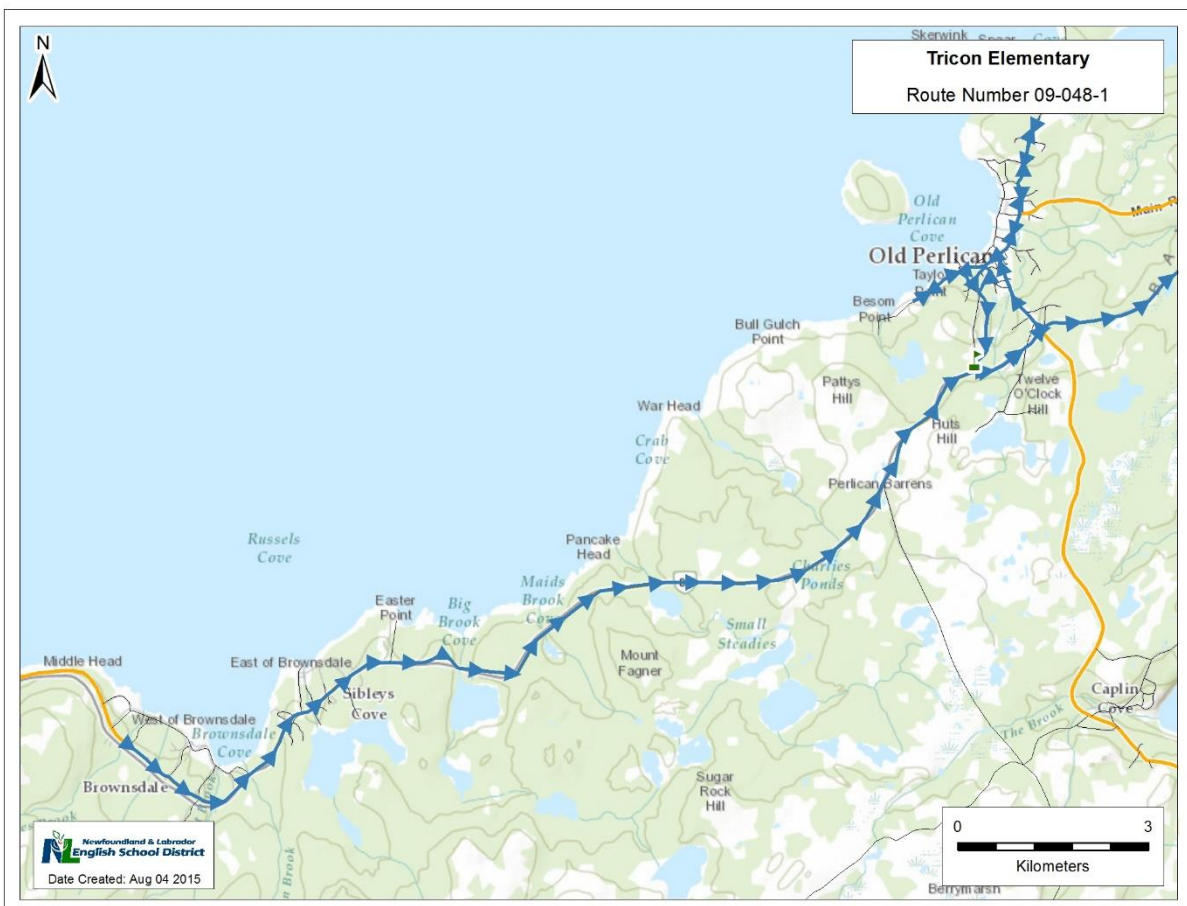 N
Skerwink
Tricon Elementary
Route Number 09-048-1
Old
Perlican
Cove
Main
Old Perlican
Point
Besom
Point
Bull Gulch
Point
Pattys
Hill
Twelve
O'Clock
Hill
War Head
Huts
Hill
Crab
Cove
Perlican Barrens
Russels
Cove
Pancake
Head
Maids
Brook
Charlies
Ponds
Easter
Point
Big
Brook
Cove
Small
Steadies
Middle Head
East of Brownsdale
Mount
Fagner
Sibleys
Cove
Caplin
Cove
West of Brownsdale
Brownsdale
Cove
The Brook
Brownsdale
Sugar
Rock
Hill
Brook
Brook
Newfoundland & Labrador
NL English School District
Date Created: Aug 04 2015
0 3
Kilometers
Berrymarsh